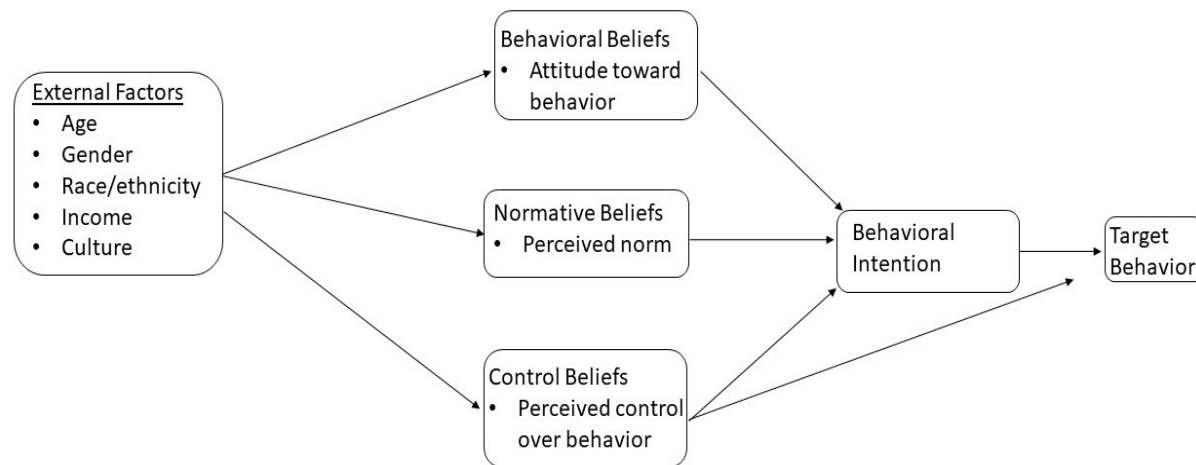 External Factors
• Age
• Gender
• Race/ethnicity
• Income
• Culture
Behavioral Beliefs
• Attitude toward
behavior
Normative Beliefs
• Perceived norm
Control Beliefs
• Perceived control
over behavior
Behavioral
Intention
Target
Behavior